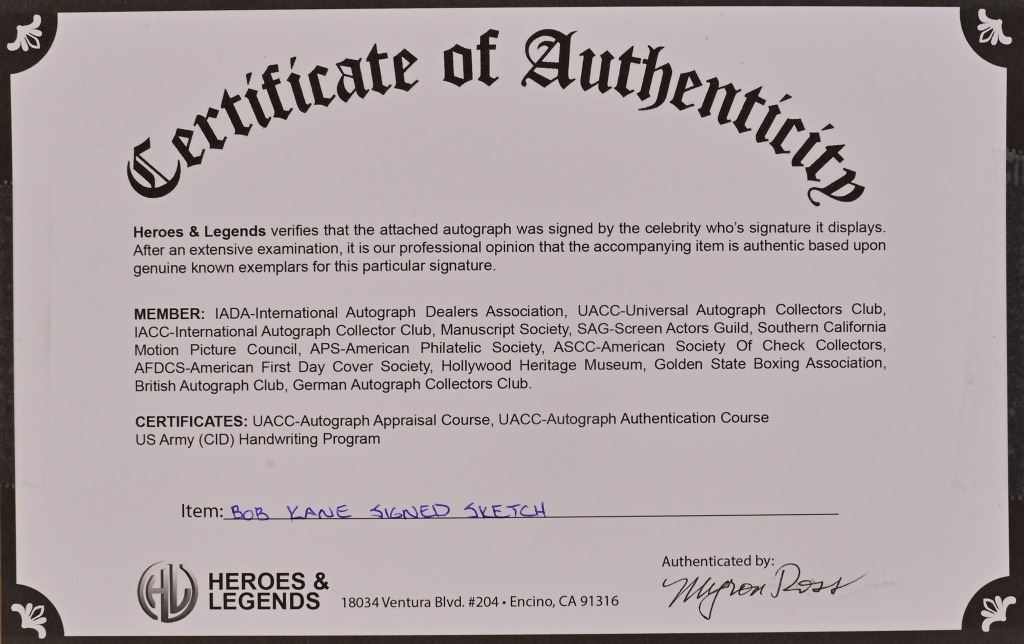 Certificate of Authenticity
Heroes & Legends verifies that the attached autograph was signed by the celebrity who's signature it displays.
After an extensive examination, it is our professional opinion that the accompanying item is authentic based upon
genuine known exemplars for this particular signature.
MEMBER: IADA-International Autograph Dealers Association, UACC-Universal Autograph Collectors Club,
IACC-International Autograph Collector Club, Manuscript Society, SAG-Screen Actors Guild, Southern California
Motion Picture Council, APS-American Philatelic Society, ASCC-American Society Of Check Collectors,
AFDCS-American First Day Cover Society, Hollywood Heritage Museum, Golden State Boxing Association,
British Autograph Club, German Autograph Collectors Club.
CERTIFICATES: UACC-Autograph Appraisal Course, UACC-Autograph Authentication Course
US Army (CID) Handwriting Program
Item: BOB KANE SIGNED SKETCH
HL HEROES &
LEGENDS 18034 Ventura Blvd. #204 • Encino, CA 91316
Authenticated by:
Myron Ross